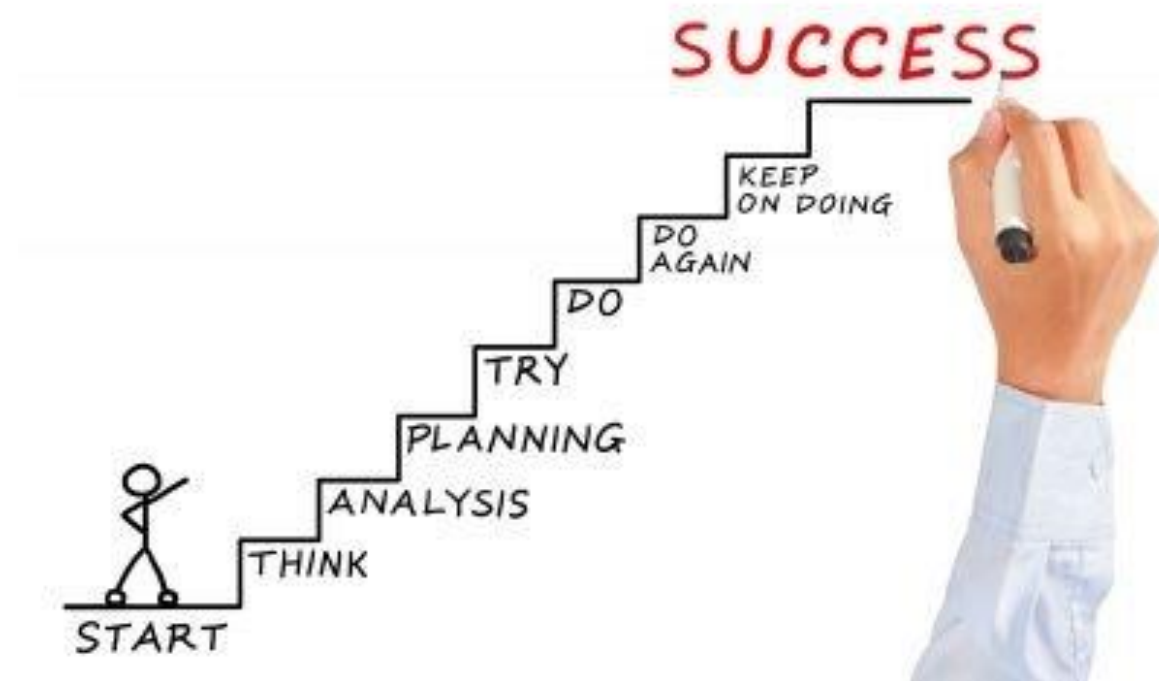 SUCCESS
KEEP
ON DOING
DO
AGAIN
DO
TRY
PLANNING
ANALYSIS
THINK
START